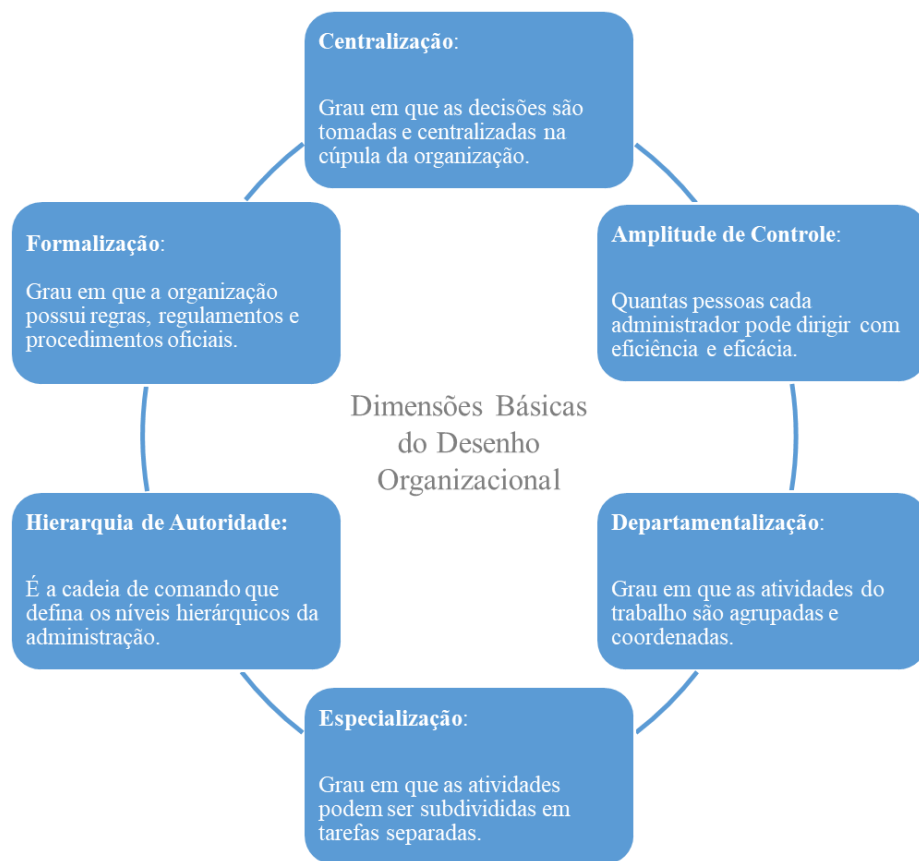 Centralização:
Grau em que as decisões são
tomadas e centralizadas na
cúpula da organização.
Amplitude de Controle:
Quantas pessoas cada
administrador pode dirigir com
eficiência e eficácia.
Departamentalização:
Grau em que as atividades do
trabalho são agrupadas e
coordenadas.
Especialização:
Grau em que as atividades
podem ser subdivididas em
tarefas separadas.
Hierarquia de Autoridade:
É a cadeia de comando que
defina os níveis hierárquicos da
administração.
Formalização:
Grau em que a organização
possui regras, regulamentos e
procedimentos oficiais.
Dimensões Básicas
do Desenho
Organizacional